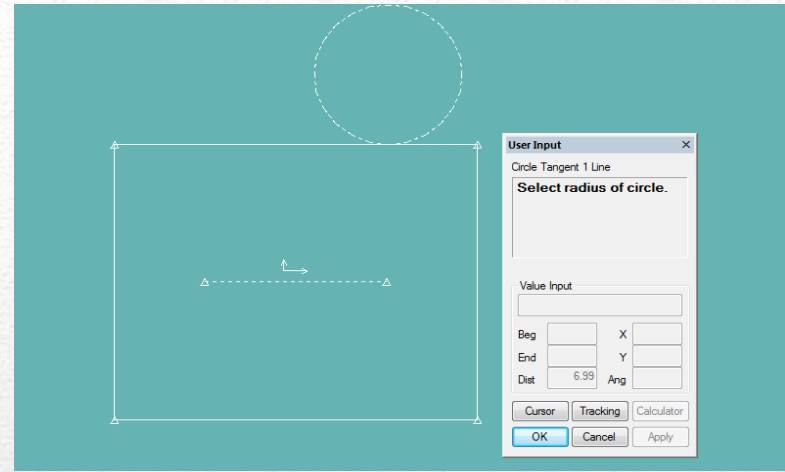 User Input
Circle Tangent 1 Line
Select radius of circle.
Value Input
Beg X
End Y
Dist 6.99 Ang
Cursor Tracking Calculator
OK Cancel Apply